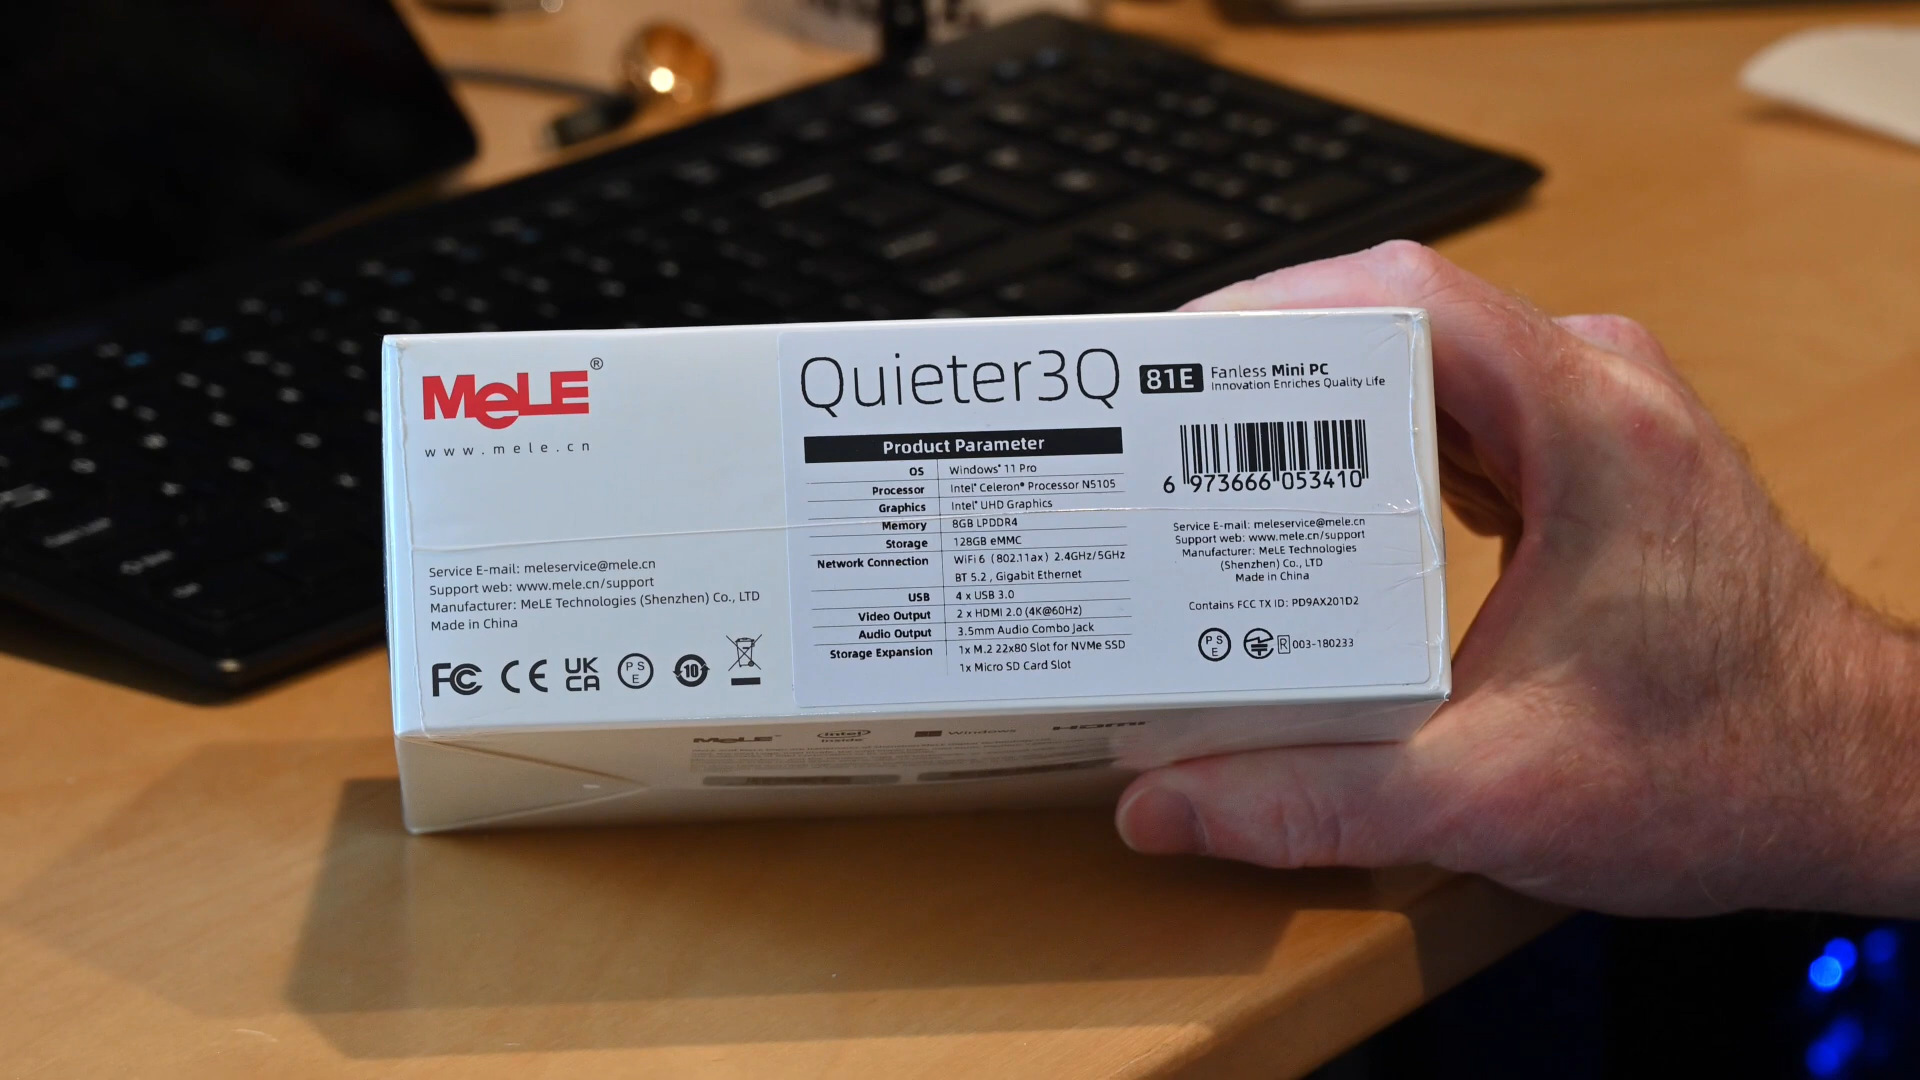 MeLE®
www.mele.cn
Service E-mail: meleservice@mele.cn
Support web: www.mele.cn/support
Manufacturer: MeLE Technologies (Shenzhen) Co., LTD
Made in China
FC CE UK CA PS E 10
Quieter3Q 81E Fanless Mini PC
Innovation Enriches Quality Life
Product Parameter
OS Windows® 11 Pro
Processor Intel® Celeron® Processor N5105
Graphics Intel® UHD Graphics
Memory 8GB LPDDR4
Storage 128GB eMMC
Network Connection WiFi 6 (802.11ax) 2.4GHz/5GHz
BT 5.2 , Gigabit Ethernet
USB 4 x USB 3.0
Video Output 2 x HDMI 2.0 (4K@60Hz)
Audio Output 3.5mm Audio Combo Jack
Storage Expansion 1x M.2 22x80 Slot for NVMe SSD
1x Micro SD Card Slot
6 973666 053410
Service E-mail: meleservice@mele.cn
Support web: www.mele.cn/support
Manufacturer: MeLE Technologies
(Shenzhen) Co., LTD
Made in China
Contains FCC TX ID: PD9AX201D2
PS E R 003-180233
MeLE intel inside Windows HDMI